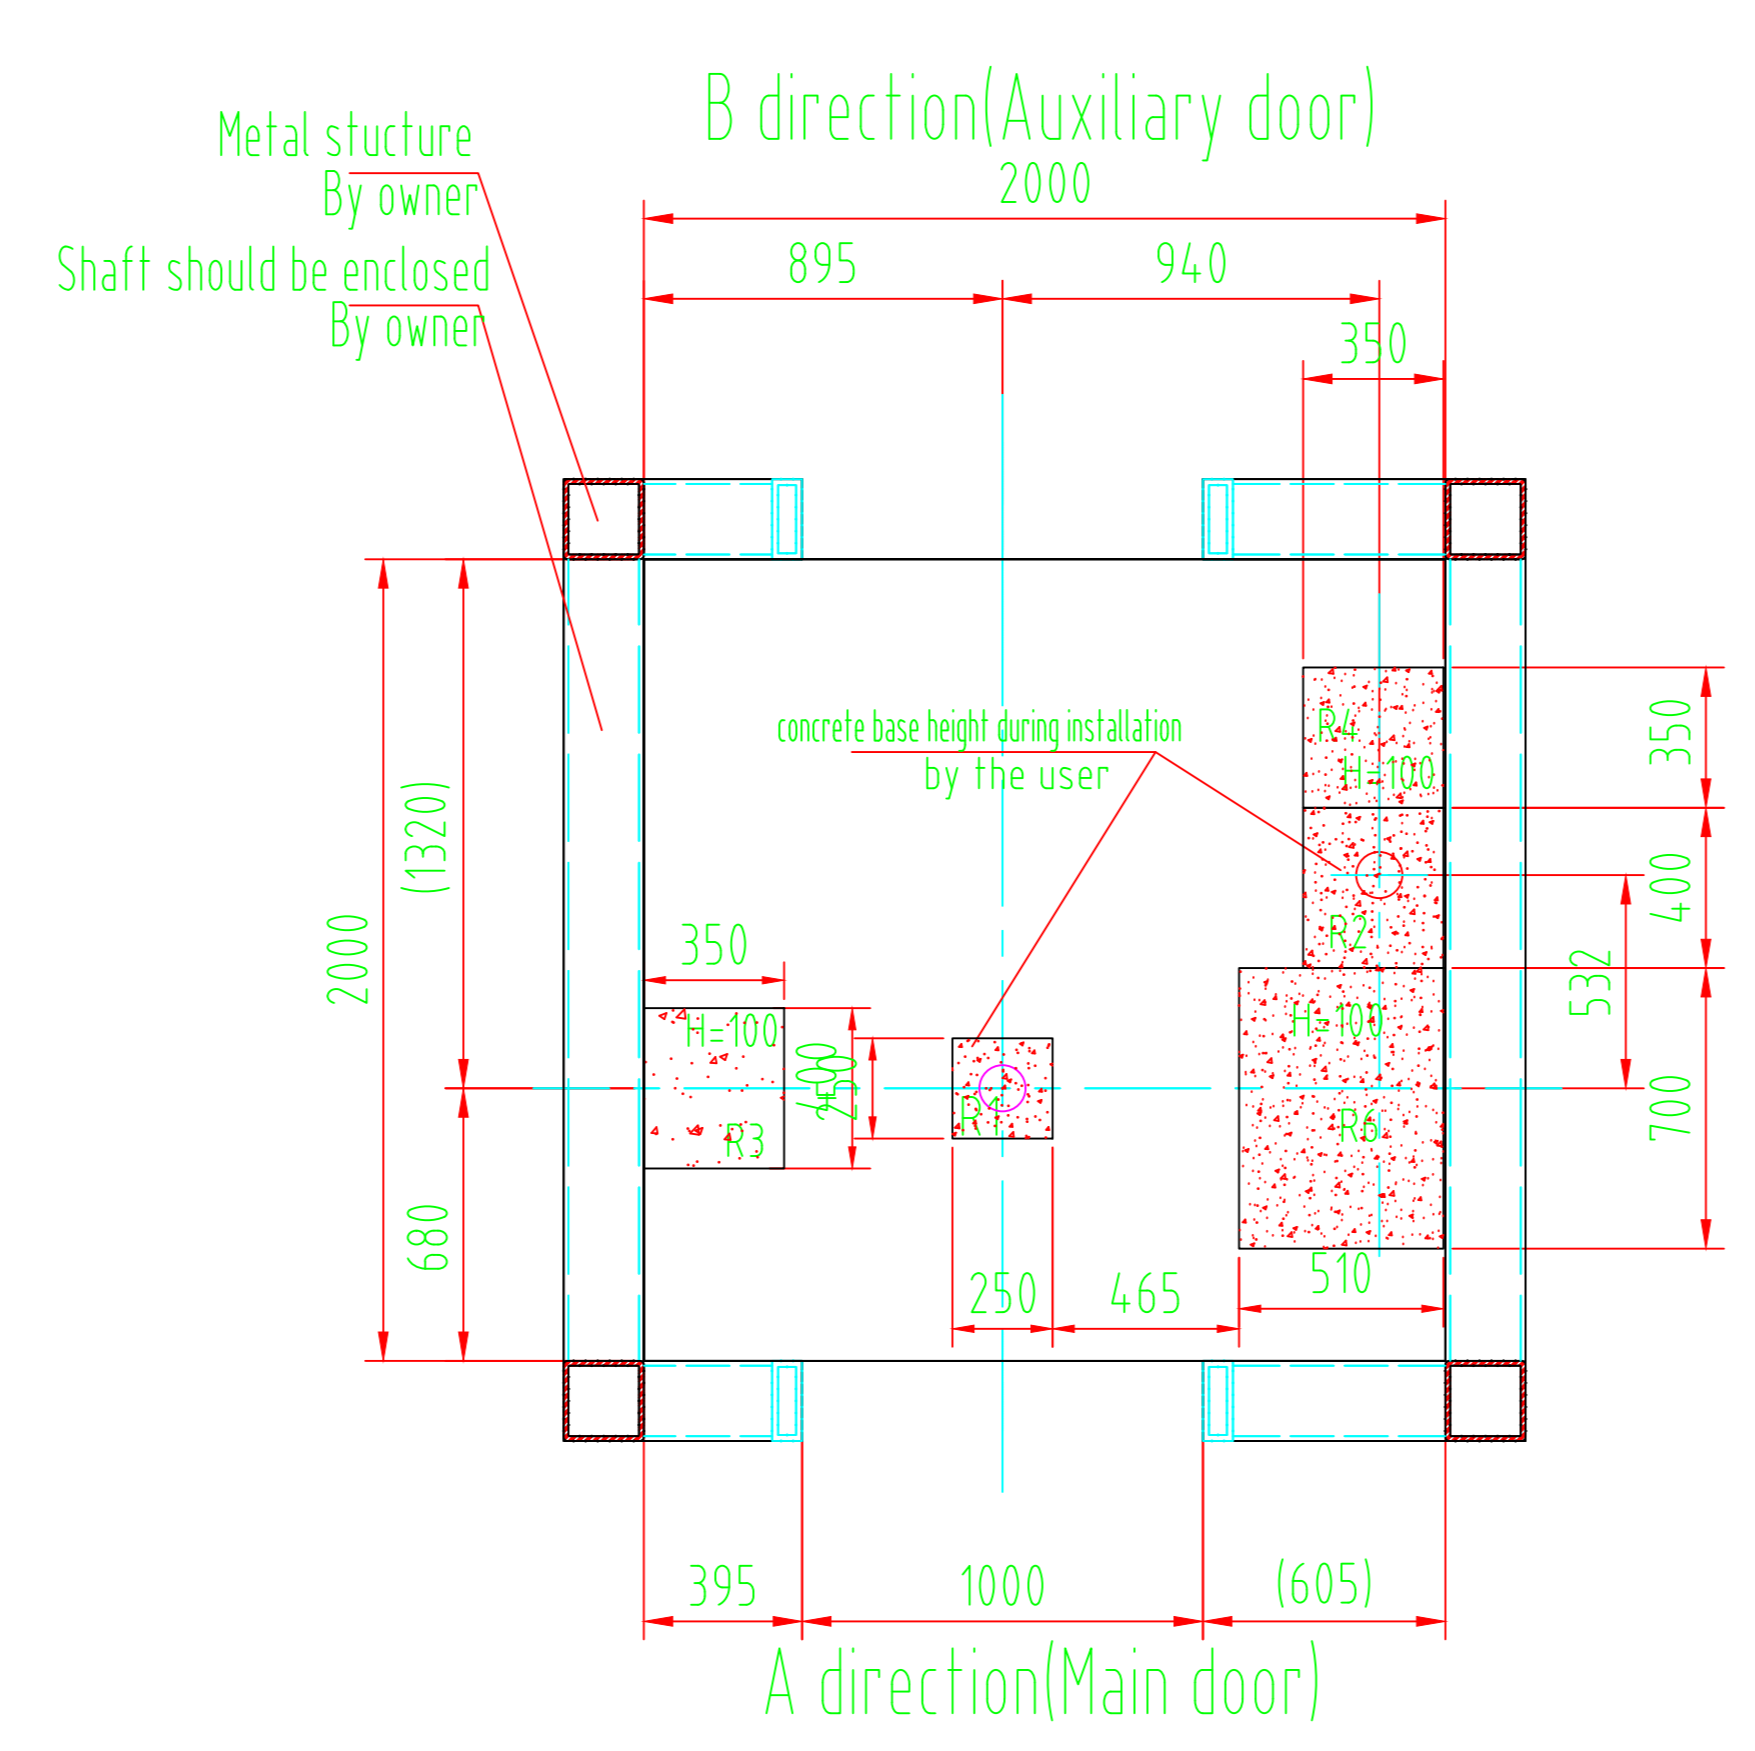 B direction(Auxiliary door)
Metal stucture
By owner
2000
Shaft should be enclosed
By owner
895
940
350
concrete base height during installation
by the user
R4
H=100
350
(1320)
400
2000
R2
350
532
H=100
H=100
400
250
R1
R3
R6
700
680
510
250
465
395
1000
(605)
A direction(Main door)